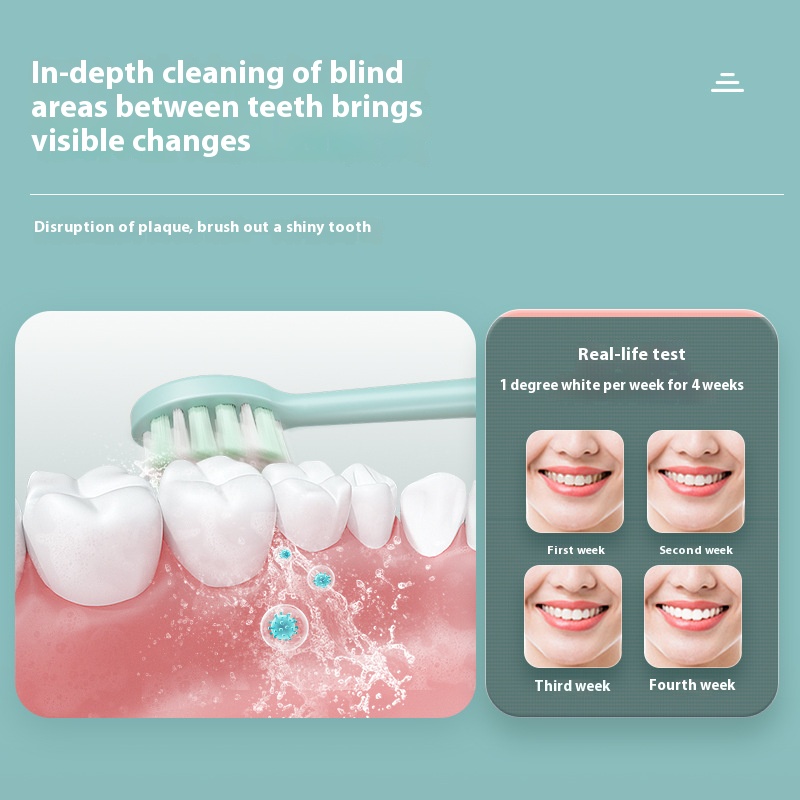 In-depth cleaning of blind
areas between teeth brings
visible changes
Disruption of plaque, brush out a shiny tooth
Real-life test
1 degree white per week for 4 weeks
First week
Second week
Third week
Fourth week